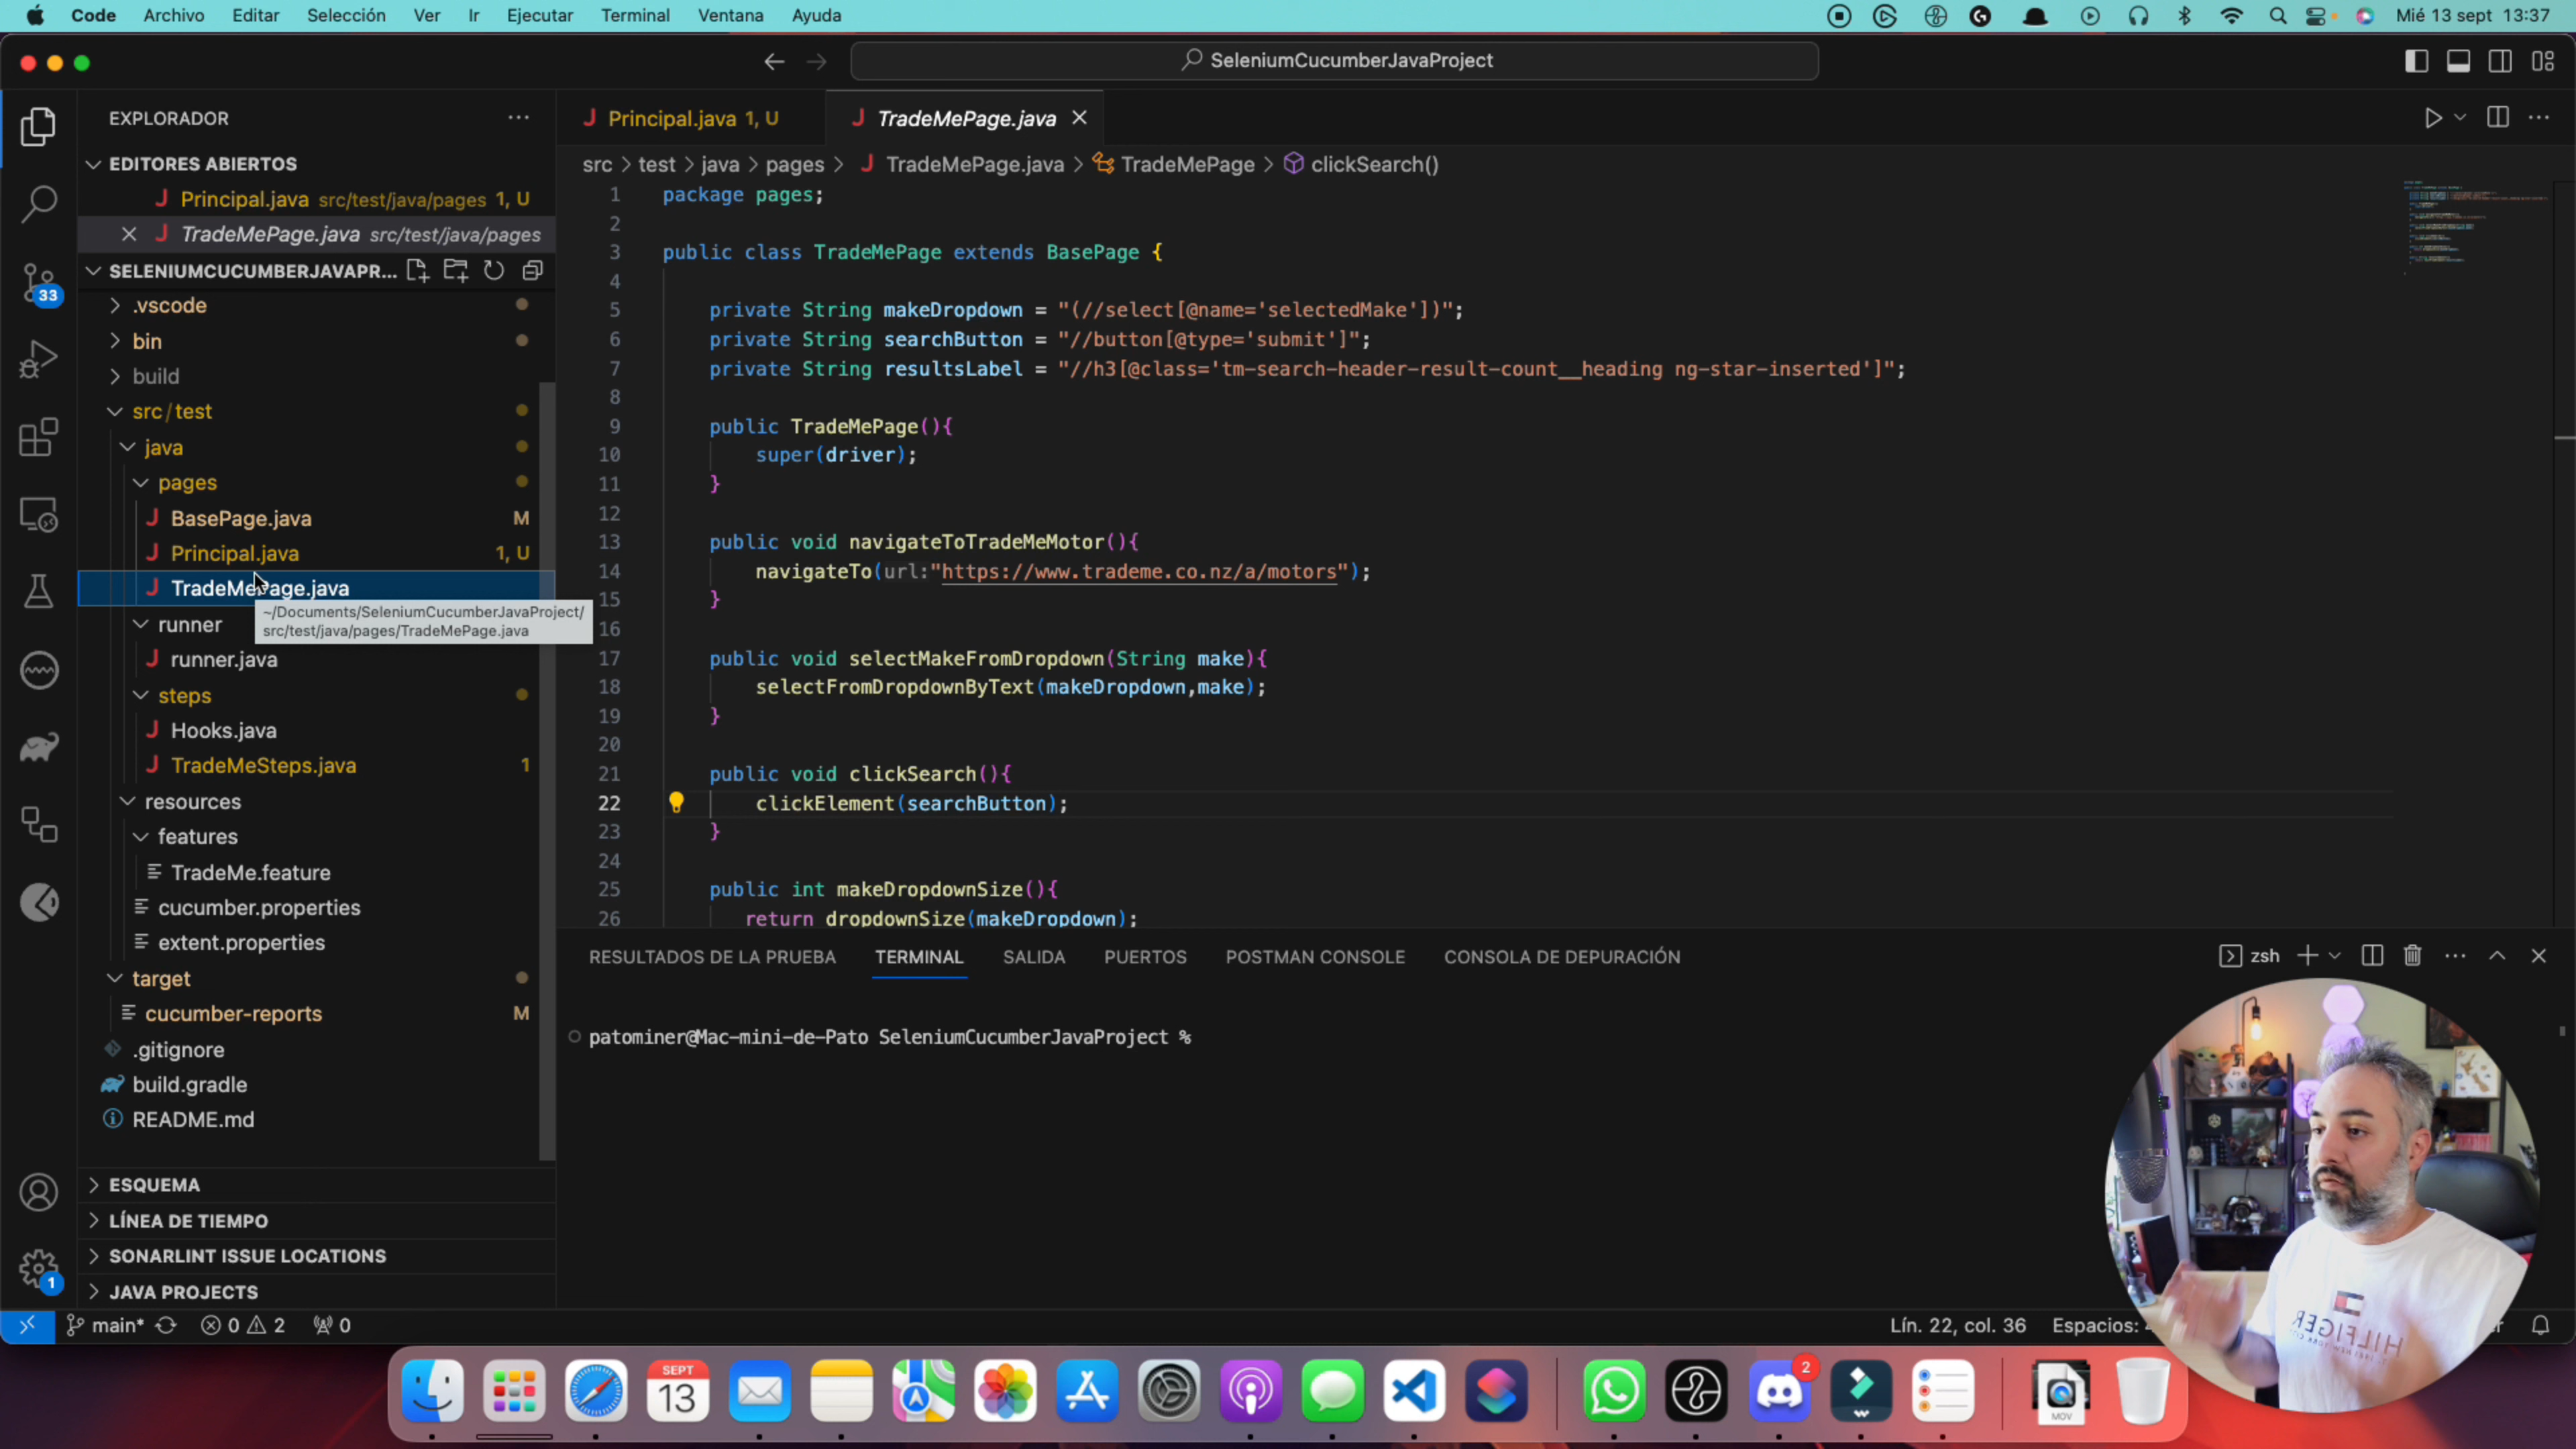 Code Archivo Editar Selección Ver Ir Ejecutar Terminal Ventana Ayuda Mié 13 sept 13:37
SeleniumCucumberJavaProject
EXPLORADOR
EDITORES ABIERTOS
Principal.java src/test/java/pages 1, U
TradeMePage.java src/test/java/pages
SELENIUMCUCUMBERJAVAPR...
.vscode
bin
build
src/test
java
pages
BasePage.java M
Principal.java 1, U
TradeMePage.java
~/Documents/SeleniumCucumberJavaProject/
src/test/java/pages/TradeMePage.java
runner
runner.java
steps
Hooks.java
TradeMeSteps.java 1
resources
features
TradeMe.feature
cucumber.properties
extent.properties
target
cucumber-reports M
.gitignore
build.gradle
README.md
ESQUEMA
LÍNEA DE TIEMPO
SONARLINT ISSUE LOCATIONS
JAVA PROJECTS
33
1
Principal.java 1, U TradeMePage.java
src > test > java > pages > TradeMePage.java > TradeMePage > clickSearch()
1 package pages;
2
3 public class TradeMePage extends BasePage {
4
5 private String makeDropdown = "(//select[@name='selectedMake'])";
6 private String searchButton = "//button[@type='submit']";
7 private String resultsLabel = "//h3[@class='tm-search-header-result-count__heading ng-star-inserted']";
8
9 public TradeMePage(){
10 super(driver);
11 }
12
13 public void navigateToTradeMeMotor(){
14 navigateTo(url:"https://www.trademe.co.nz/a/motors");
15 }
16
17 public void selectMakeFromDropdown(String make){
18 selectFromDropdownByText(makeDropdown,make);
19 }
20
21 public void clickSearch(){
22 clickElement(searchButton);
23 }
24
25 public int makeDropdownSize(){
26 return dropdownSize(makeDropdown);
RESULTADOS DE LA PRUEBA TERMINAL SALIDA PUERTOS POSTMAN CONSOLE CONSOLA DE DEPURACIÓN zsh
patominer@Mac-mini-de-Pato SeleniumCucumberJavaProject %
main* 0 2 0 Lín. 22, col. 36 Espacios:
HILFIGER
SEPT
13
2
MOV